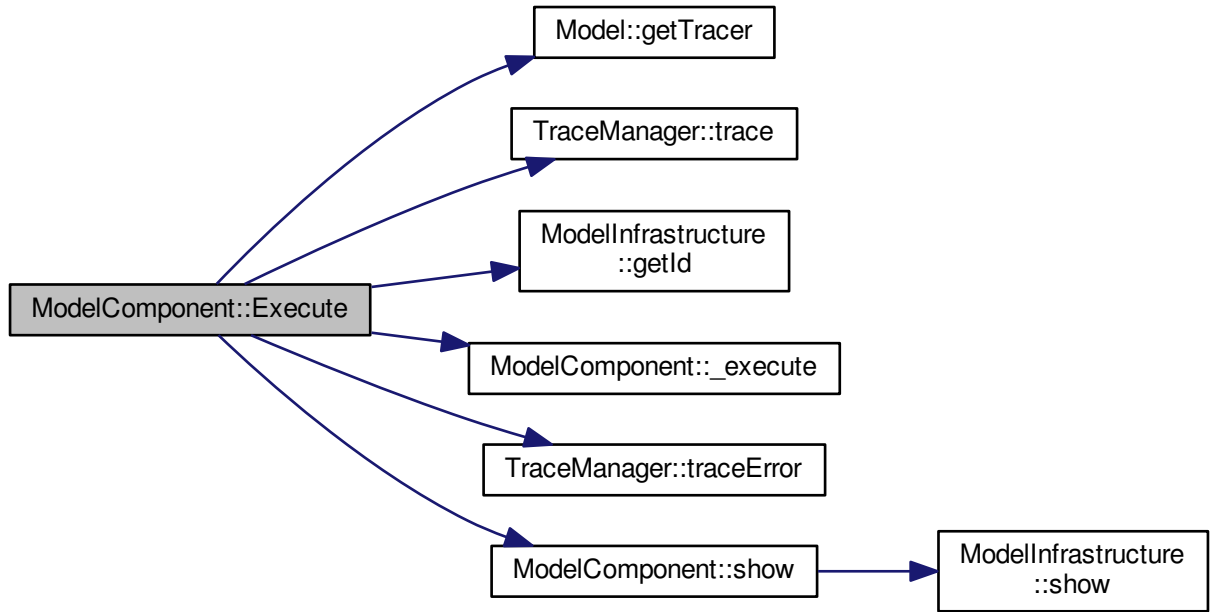 Model::getTracer
TraceManager::trace
ModelInfrastructure
::getId
ModelComponent::Execute
ModelComponent::_execute
TraceManager::traceError
ModelComponent::show
ModelInfrastructure
::show